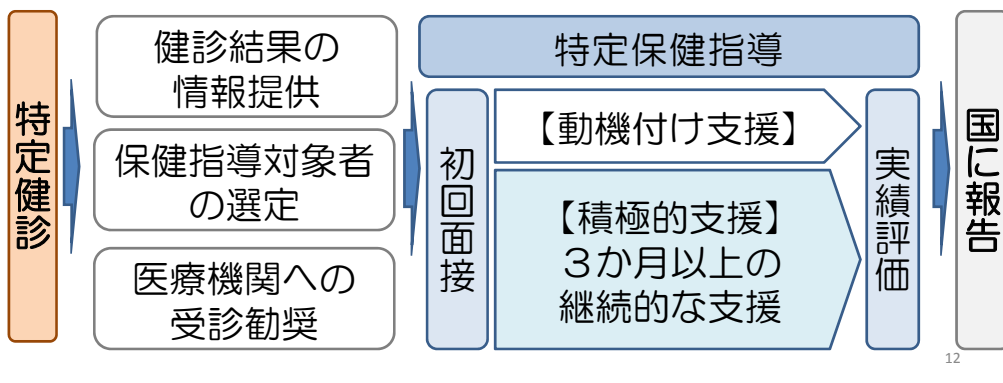 特定健診
健診結果の
情報提供
保健指導対象者
の選定
医療機関への
受診勧奨
特定保健指導
初回面接
【動機付け支援】
【積極的支援】
３か月以上の
継続的な支援
実績評価
国に報告
12